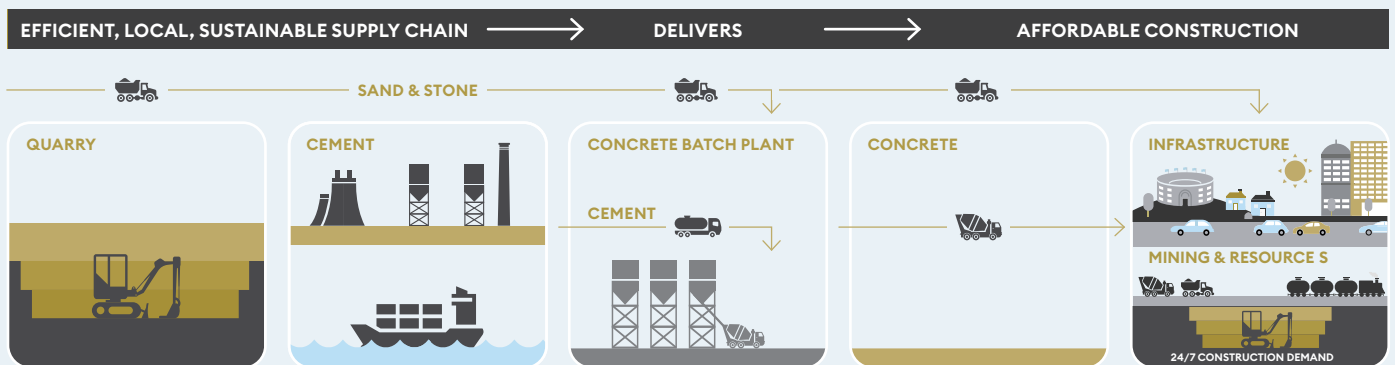 EFFICIENT, LOCAL, SUSTAINABLE SUPPLY CHAIN
DELIVERS
AFFORDABLE CONSTRUCTION
SAND & STONE
QUARRY
CEMENT
CONCRETE BATCH PLANT
CEMENT
CONCRETE
INFRASTRUCTURE
MINING & RESOURCE S
24/7 CONSTRUCTION DEMAND